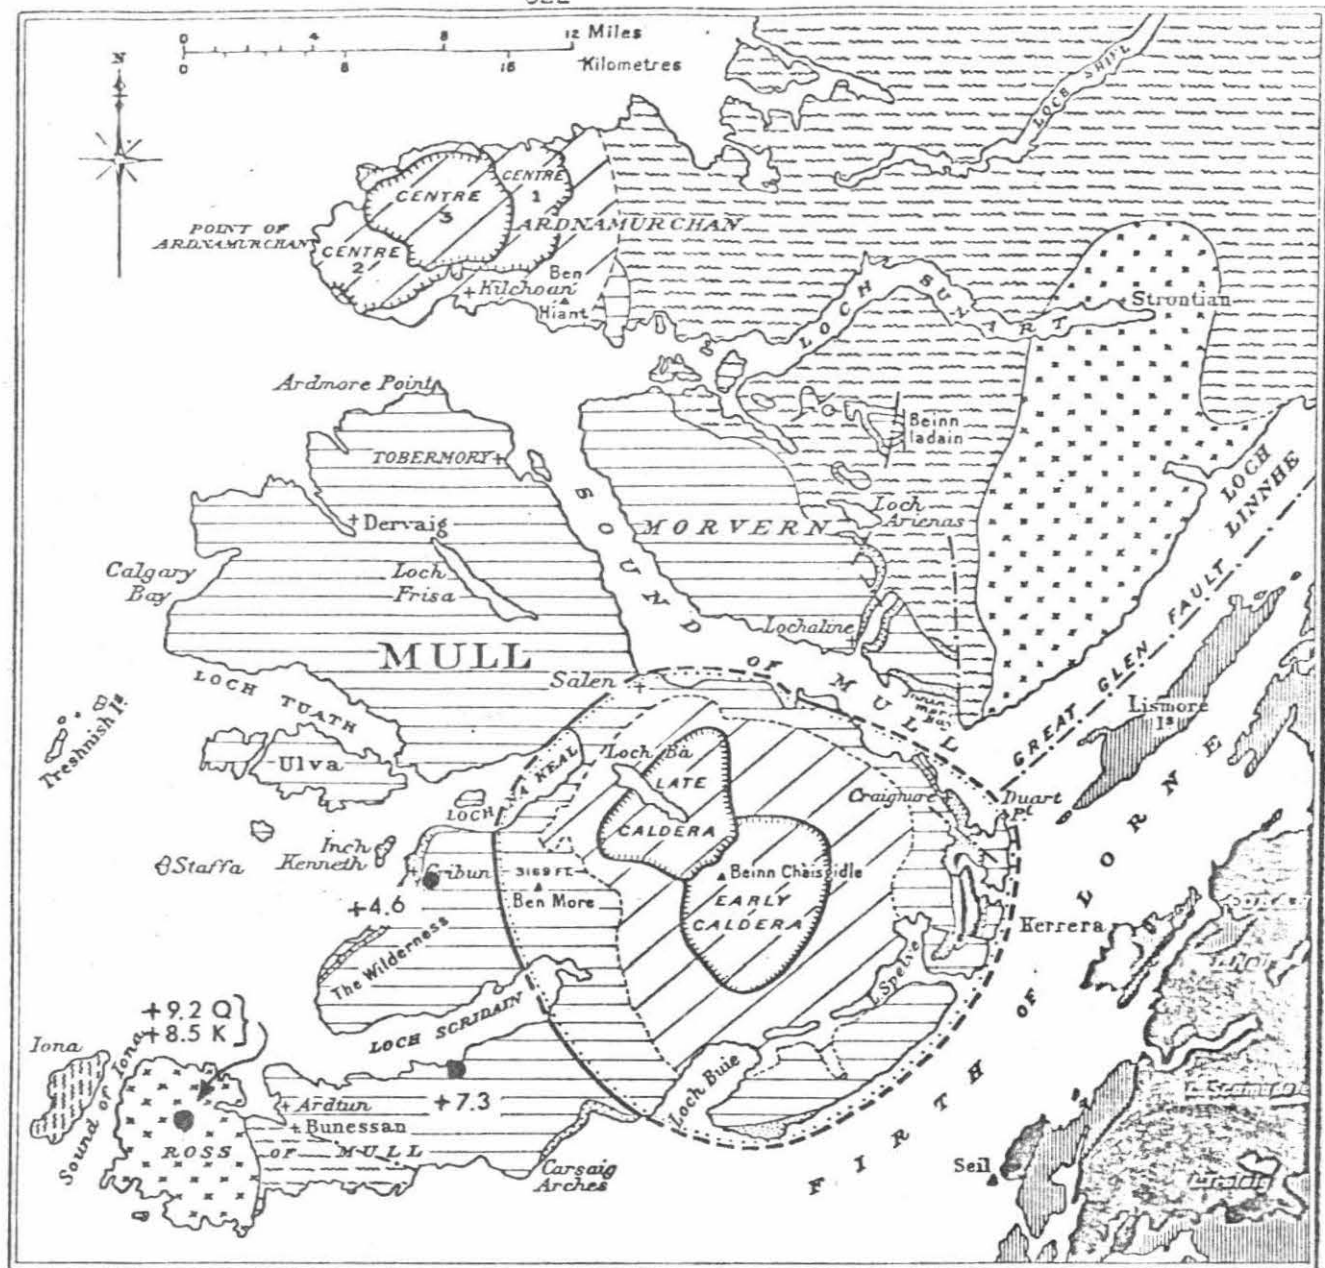 0 4 8 12 Miles
0 8 16 Kilometres
N
LOCH SHIEL
CENTRE 1
CENTRE 3
POINT OF ARDNAMURCHAN
ARDNAMURCHAN
CENTRE 2
Kilchoan
Ben Hiant
LOCH SUNART
Strontian
Ardmore Point
Beinn Iadain
TOBERMORY
SOUND OF MULL
MORVERN
Loch Arienas
LOCH LINNHE
Dervaig
Calgary Bay
Loch Frisa
Lochaline
MULL
GREAT GLEN FAULT
Salen
LOCH TUATH
Lismore Is
Treshnish Is
Ulva
Loch Bà
LATE CALDERA
LOCH NA KEAL
Craignure
Duart Pt
Inch Kenneth
Staffa
Gribun
3169 FT.
Ben More
Beinn Chaisgidle
EARLY CALDERA
+4.6
Kerrera
The Wilderness
L. Spelve
FIRTH OF LORNE
LOCH SCRIDAIN
+9.2 Q
+8.5 K
Iona
Sound of Iona
Loch Buie
Ardtun
+7.3
Bunessan
ROSS OF MULL
Carsaig Arches
Seil